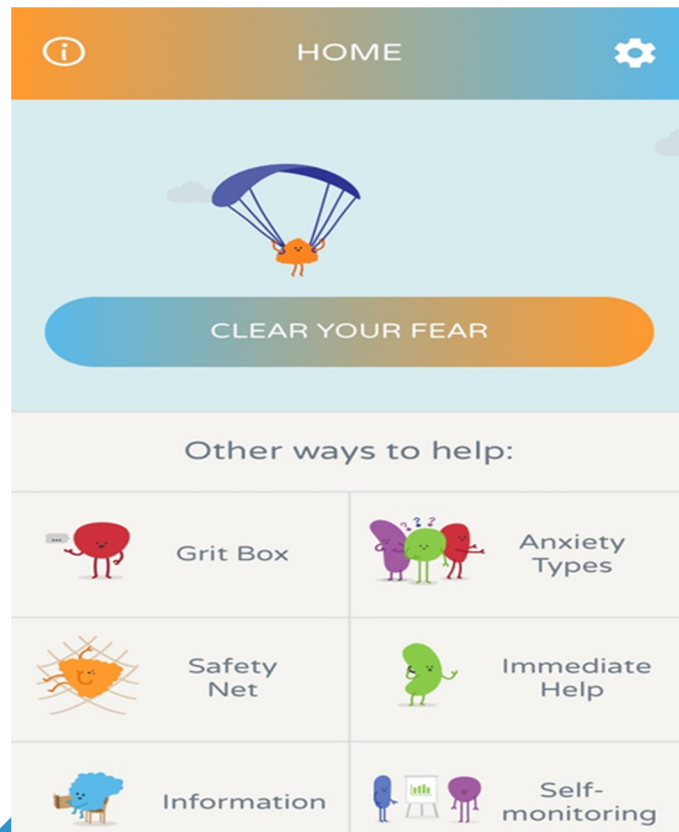 HOME
CLEAR YOUR FEAR
Other ways to help:
Grit Box
Anxiety
Types
Safety
Net
Immediate
Help
Information
Self-
monitoring